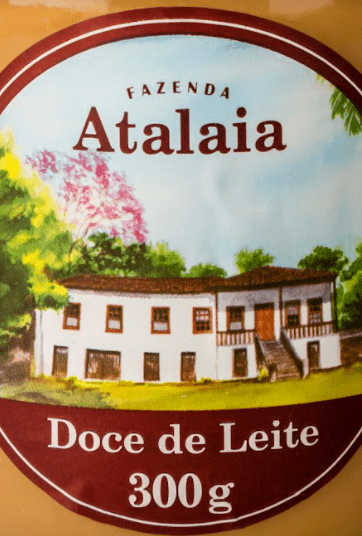 FAZENDA
Atalaia
Doce de Leite
300g